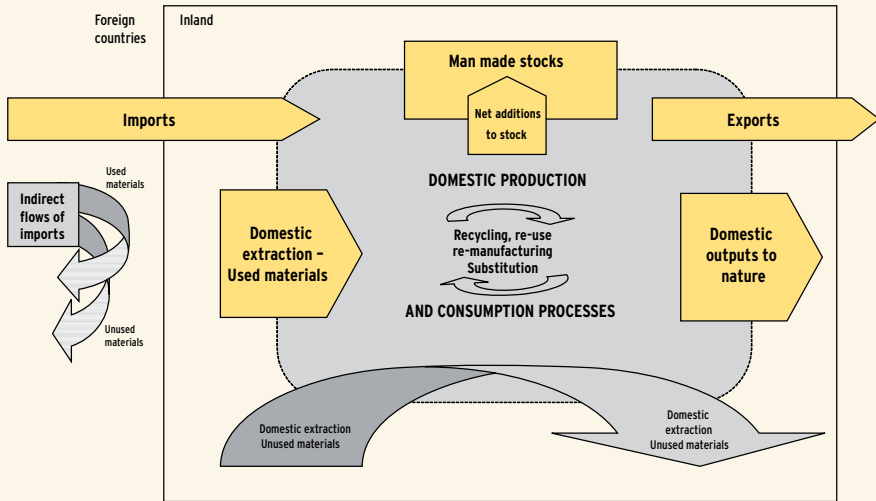 Foreign
countries
Inland
Man made stocks
Imports
Net additions
to stock
Exports
Used
materials
Indirect
flows of
imports
DOMESTIC PRODUCTION
Domestic
extraction –
Used materials
Recycling, re-use
re-manufacturing
Substitution
Domestic
outputs to
nature
AND CONSUMPTION PROCESSES
Unused
materials
Domestic extraction
Unused materials
Domestic
extraction
Unused materials